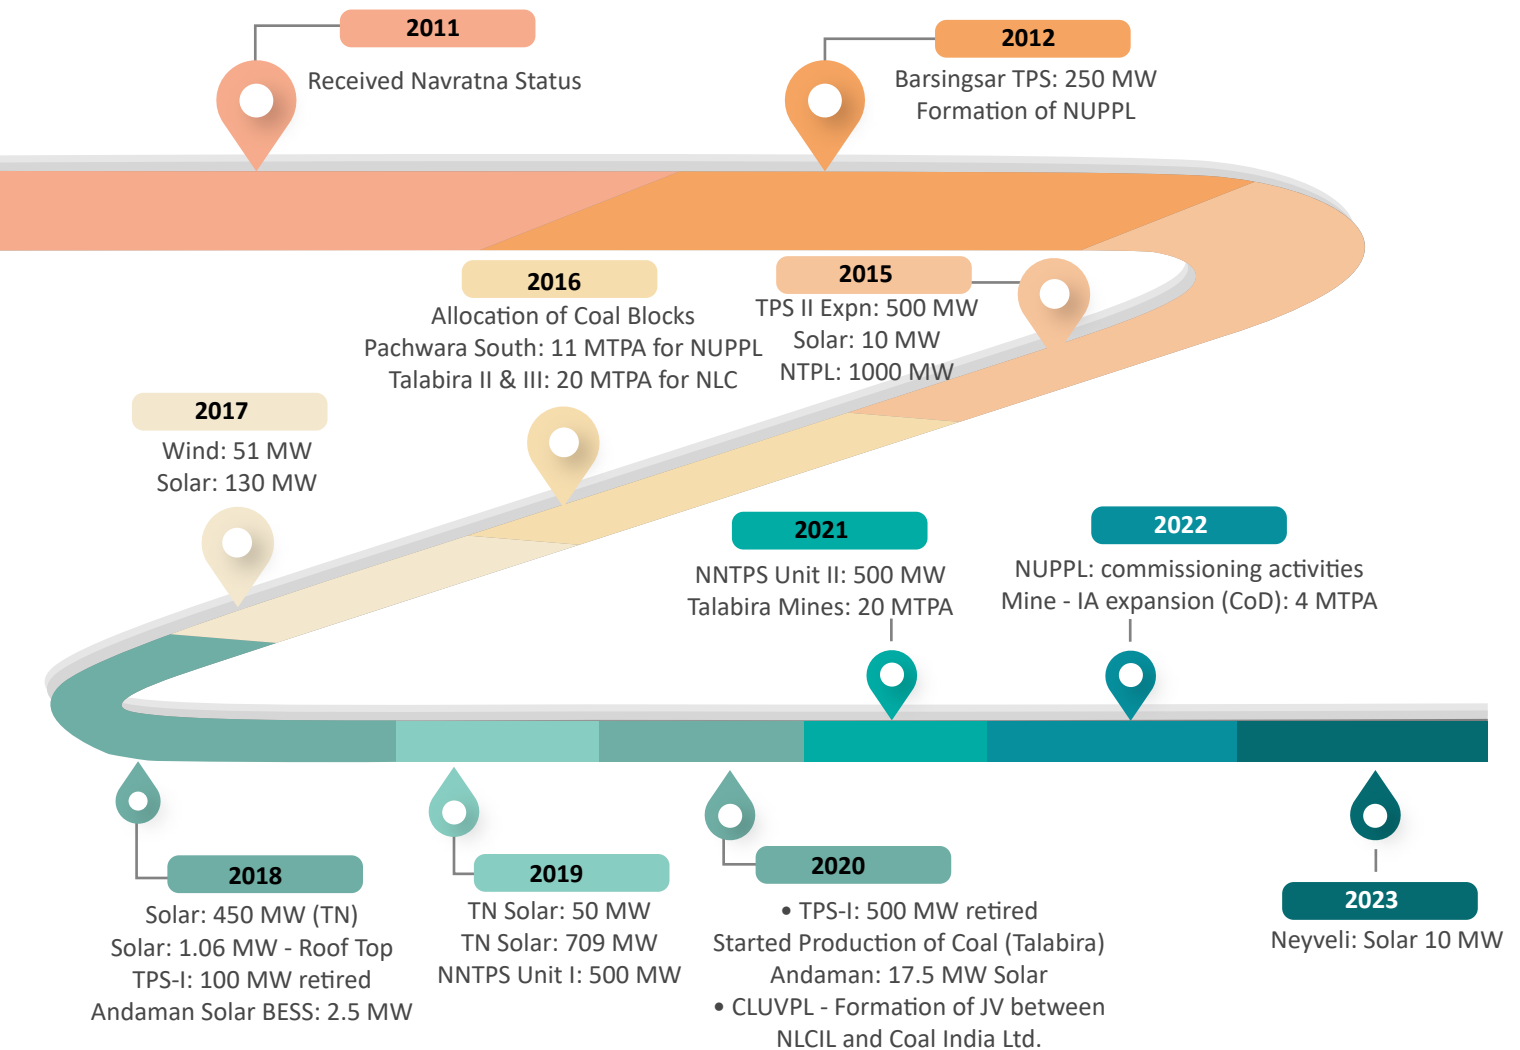 2011
Received Navratna Status
2012
Barsingsar TPS: 250 MW
Formation of NUPPL
2015
TPS II Expn: 500 MW
Solar: 10 MW
NTPL: 1000 MW
2016
Allocation of Coal Blocks
Pachwara South: 11 MTPA for NUPPL
Talabira II & III: 20 MTPA for NLC
2017
Wind: 51 MW
Solar: 130 MW
2018
Solar: 450 MW (TN)
Solar: 1.06 MW - Roof Top
TPS-I: 100 MW retired
Andaman Solar BESS: 2.5 MW
2019
TN Solar: 50 MW
TN Solar: 709 MW
NNTPS Unit I: 500 MW
2020
• TPS-I: 500 MW retired
Started Production of Coal (Talabira)
Andaman: 17.5 MW Solar
• CLUVPL - Formation of JV between
NLCIL and Coal India Ltd.
2021
NNTPS Unit II: 500 MW
Talabira Mines: 20 MTPA
2022
NUPPL: commissioning activities
Mine - IA expansion (CoD): 4 MTPA
2023
Neyveli: Solar 10 MW